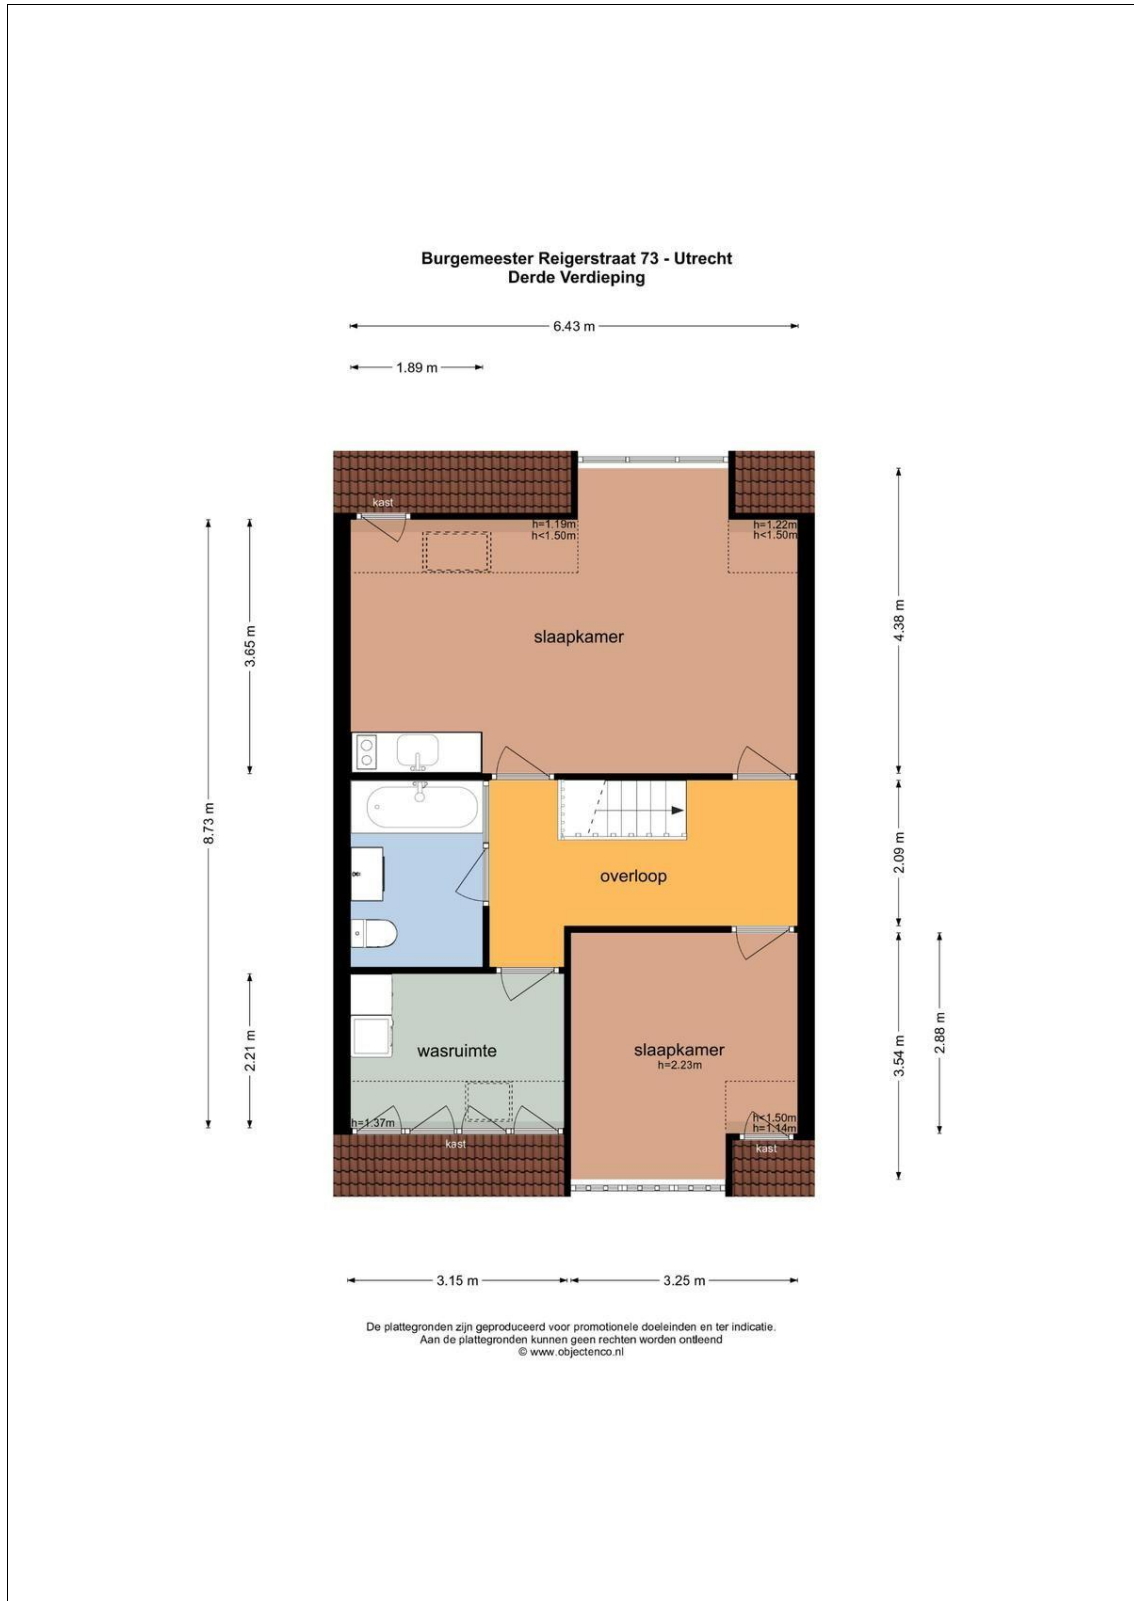 Burgemeester Reigerstraat 73 - Utrecht
Derde Verdieping
6.43 m
1.89 m
kast
h=1.19m
h<1.50m
h=1.22m
h<1.50m
3.65 m
4.38 m
slaapkamer
8.73 m
2.09 m
overloop
2.21 m
wasruimte
slaapkamer
h=2.23m
3.54 m
2.88 m
h=1.37m
h<1.50m
h=1.14m
kast
kast
3.15 m
3.25 m
De plattegronden zijn geproduceerd voor promotionele doeleinden en ter indicatie.
Aan de plattegronden kunnen geen rechten worden ontleend
© www.objectenco.nl